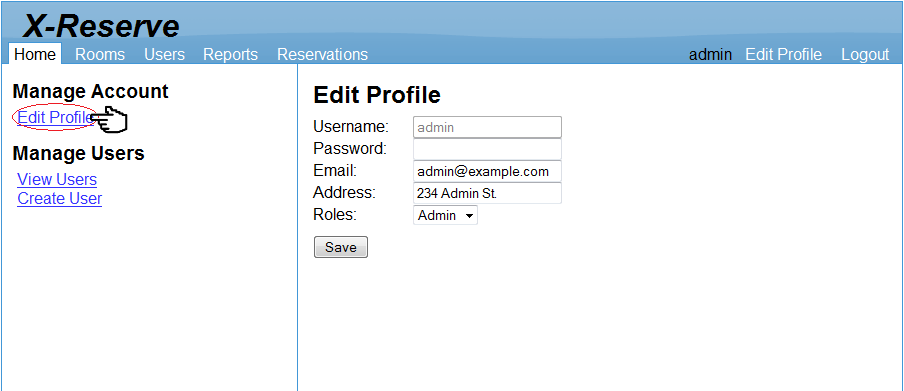 X-Reserve
Home Rooms Users Reports Reservations admin Edit Profile Logout
Manage Account
Edit Profile
Manage Users
View Users
Create User
Edit Profile
Username: admin
Password:
Email: admin@example.com
Address: 234 Admin St.
Roles: Admin
Save